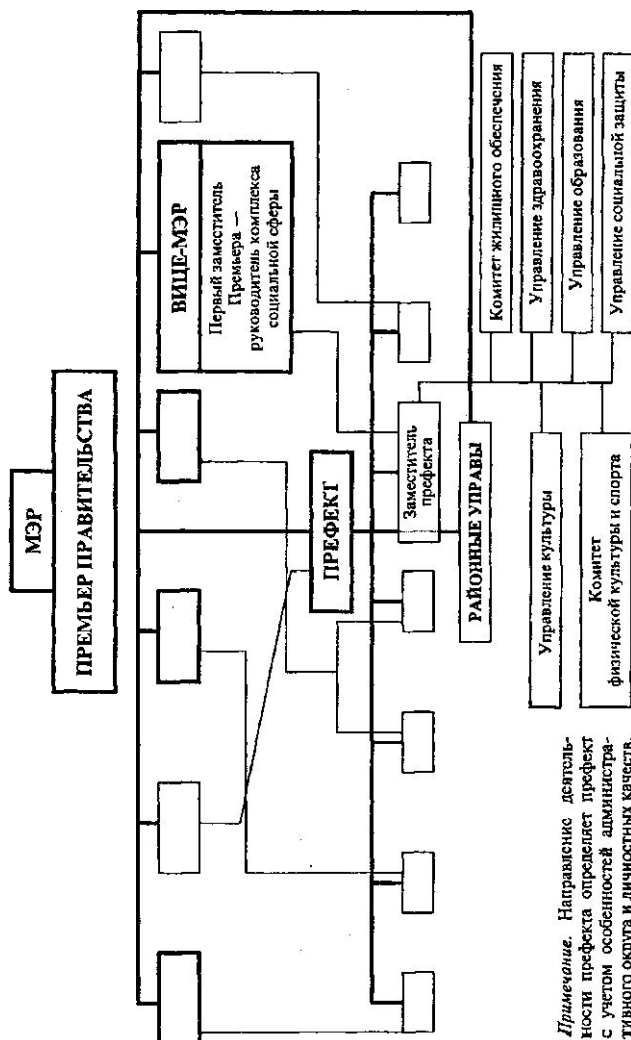 МЭР
ПРЕМЬЕР ПРАВИТЕЛЬСТВА
ВИЦЕ-МЭР
Первый заместитель
Премьера —
руководитель комплекса
социальной сферы
ПРЕФЕКТ
Заместитель
префекта
РАЙОННЫЕ УПРАВЫ
Управление культуры
Комитет
физической культуры и спорта
Комитет жилищного обеспечения
Управление здравоохранения
Управление образования
Управление социальной защиты
Примечание. Направление деятель-
ности префекта определяет префект
с учетом особенностей администра-
тивного округа и личностных качеств.